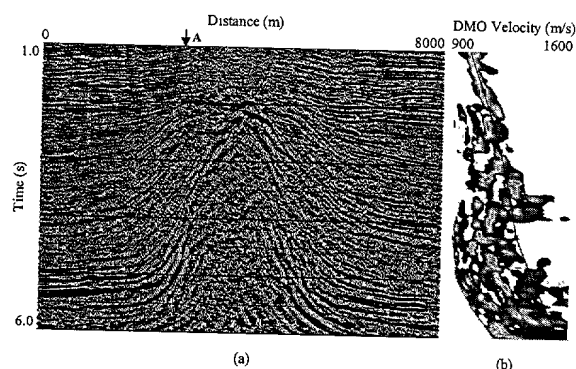 Distance (m)
DMO Velocity (m/s)
0
A
8000
900
1600
1.0
Time (s)
6.0
(a)
(b)